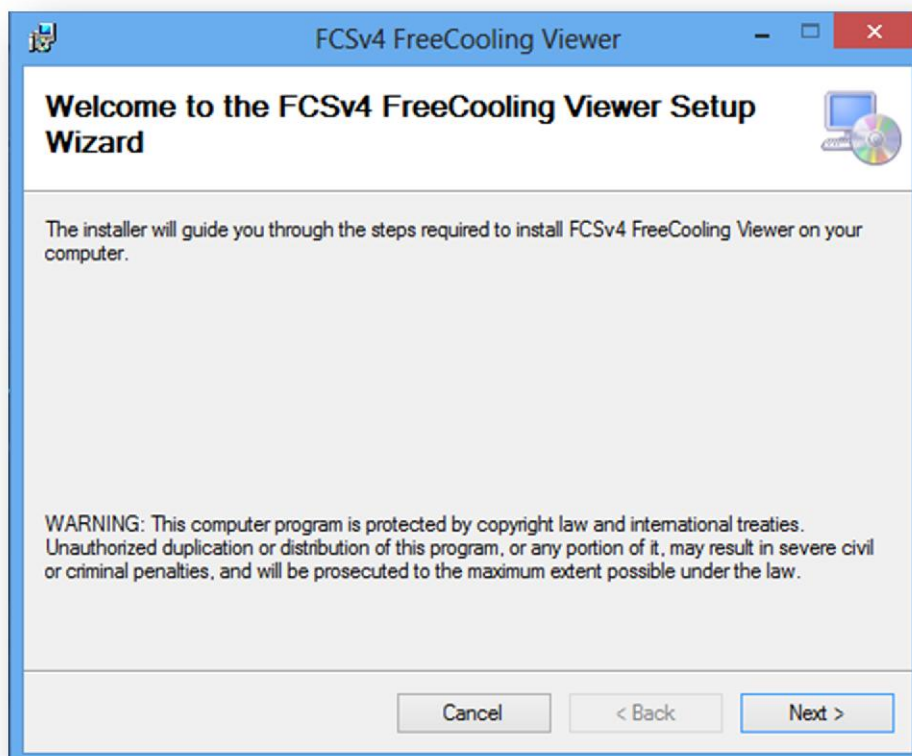 FCSv4 FreeCooling Viewer
Welcome to the FCSv4 FreeCooling Viewer Setup
Wizard
The installer will guide you through the steps required to install FCSv4 FreeCooling Viewer on your
computer.
WARNING: This computer program is protected by copyright law and international treaties.
Unauthorized duplication or distribution of this program, or any portion of it, may result in severe civil
or criminal penalties, and will be prosecuted to the maximum extent possible under the law.
Cancel < Back Next >